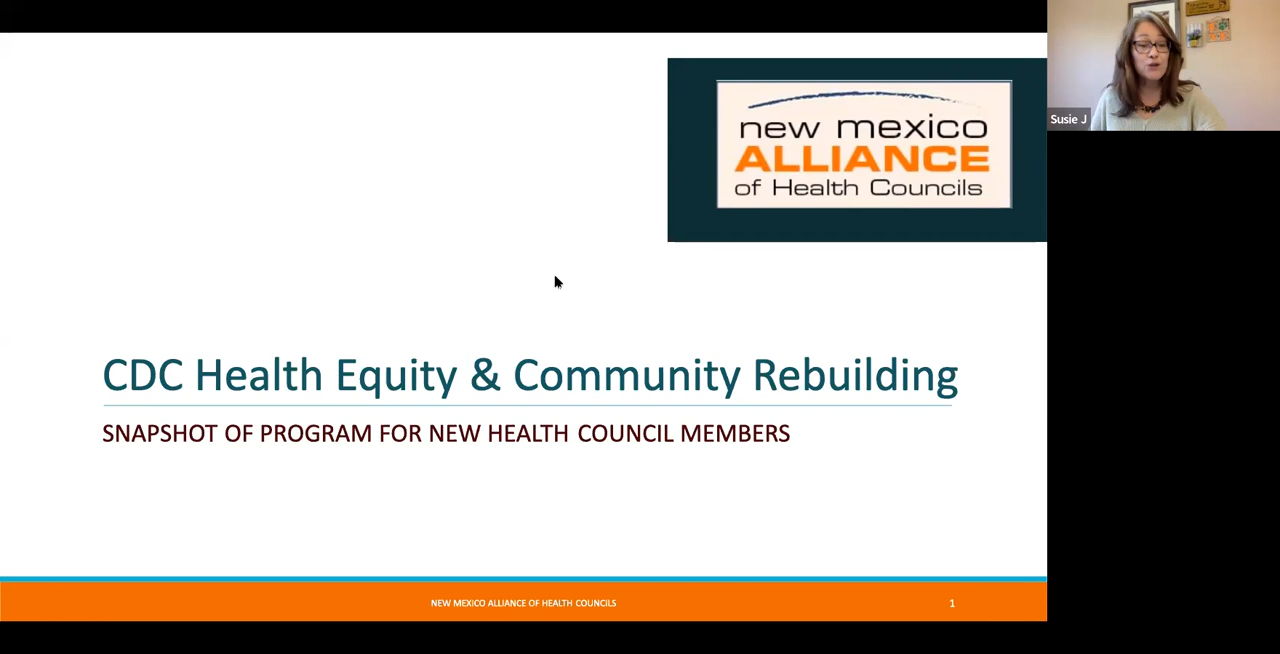 new mexico
ALLIANCE
of Health Councils
Susie J
CDC Health Equity & Community Rebuilding
SNAPSHOT OF PROGRAM FOR NEW HEALTH COUNCIL MEMBERS
NEW MEXICO ALLIANCE OF HEALTH COUNCILS
1